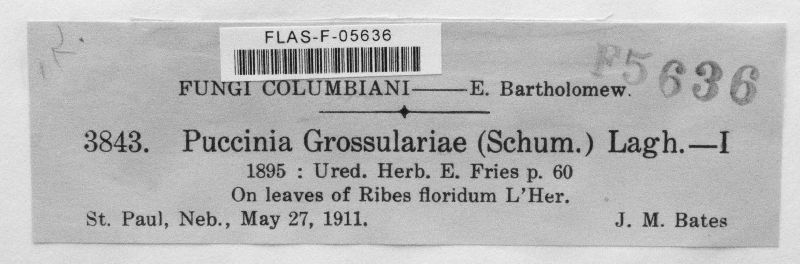 FLAS-F-05636
F5636
FUNGI COLUMBIANI——E. Bartholomew.
3843. Puccinia Grossulariae (Schum.) Lagh.—I
1895 : Ured. Herb. E. Fries p. 60
On leaves of Ribes floridum L'Her.
St. Paul, Neb., May 27, 1911. J. M. Bates